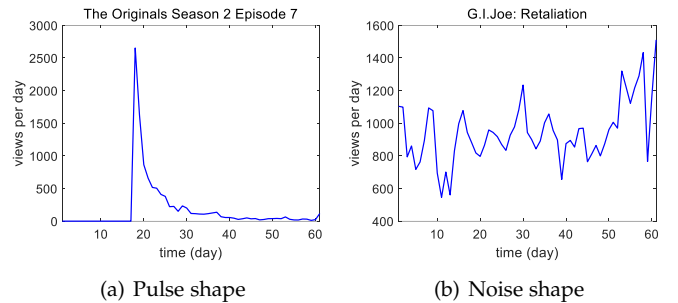 The Originals Season 2 Episode 7
3000
2500
2000
1500
1000
500
0
views per day
10 20 30 40 50 60
time (day)
(a) Pulse shape
G.I.Joe: Retaliation
1600
1400
1200
1000
800
600
400
views per day
10 20 30 40 50 60
time (day)
(b) Noise shape